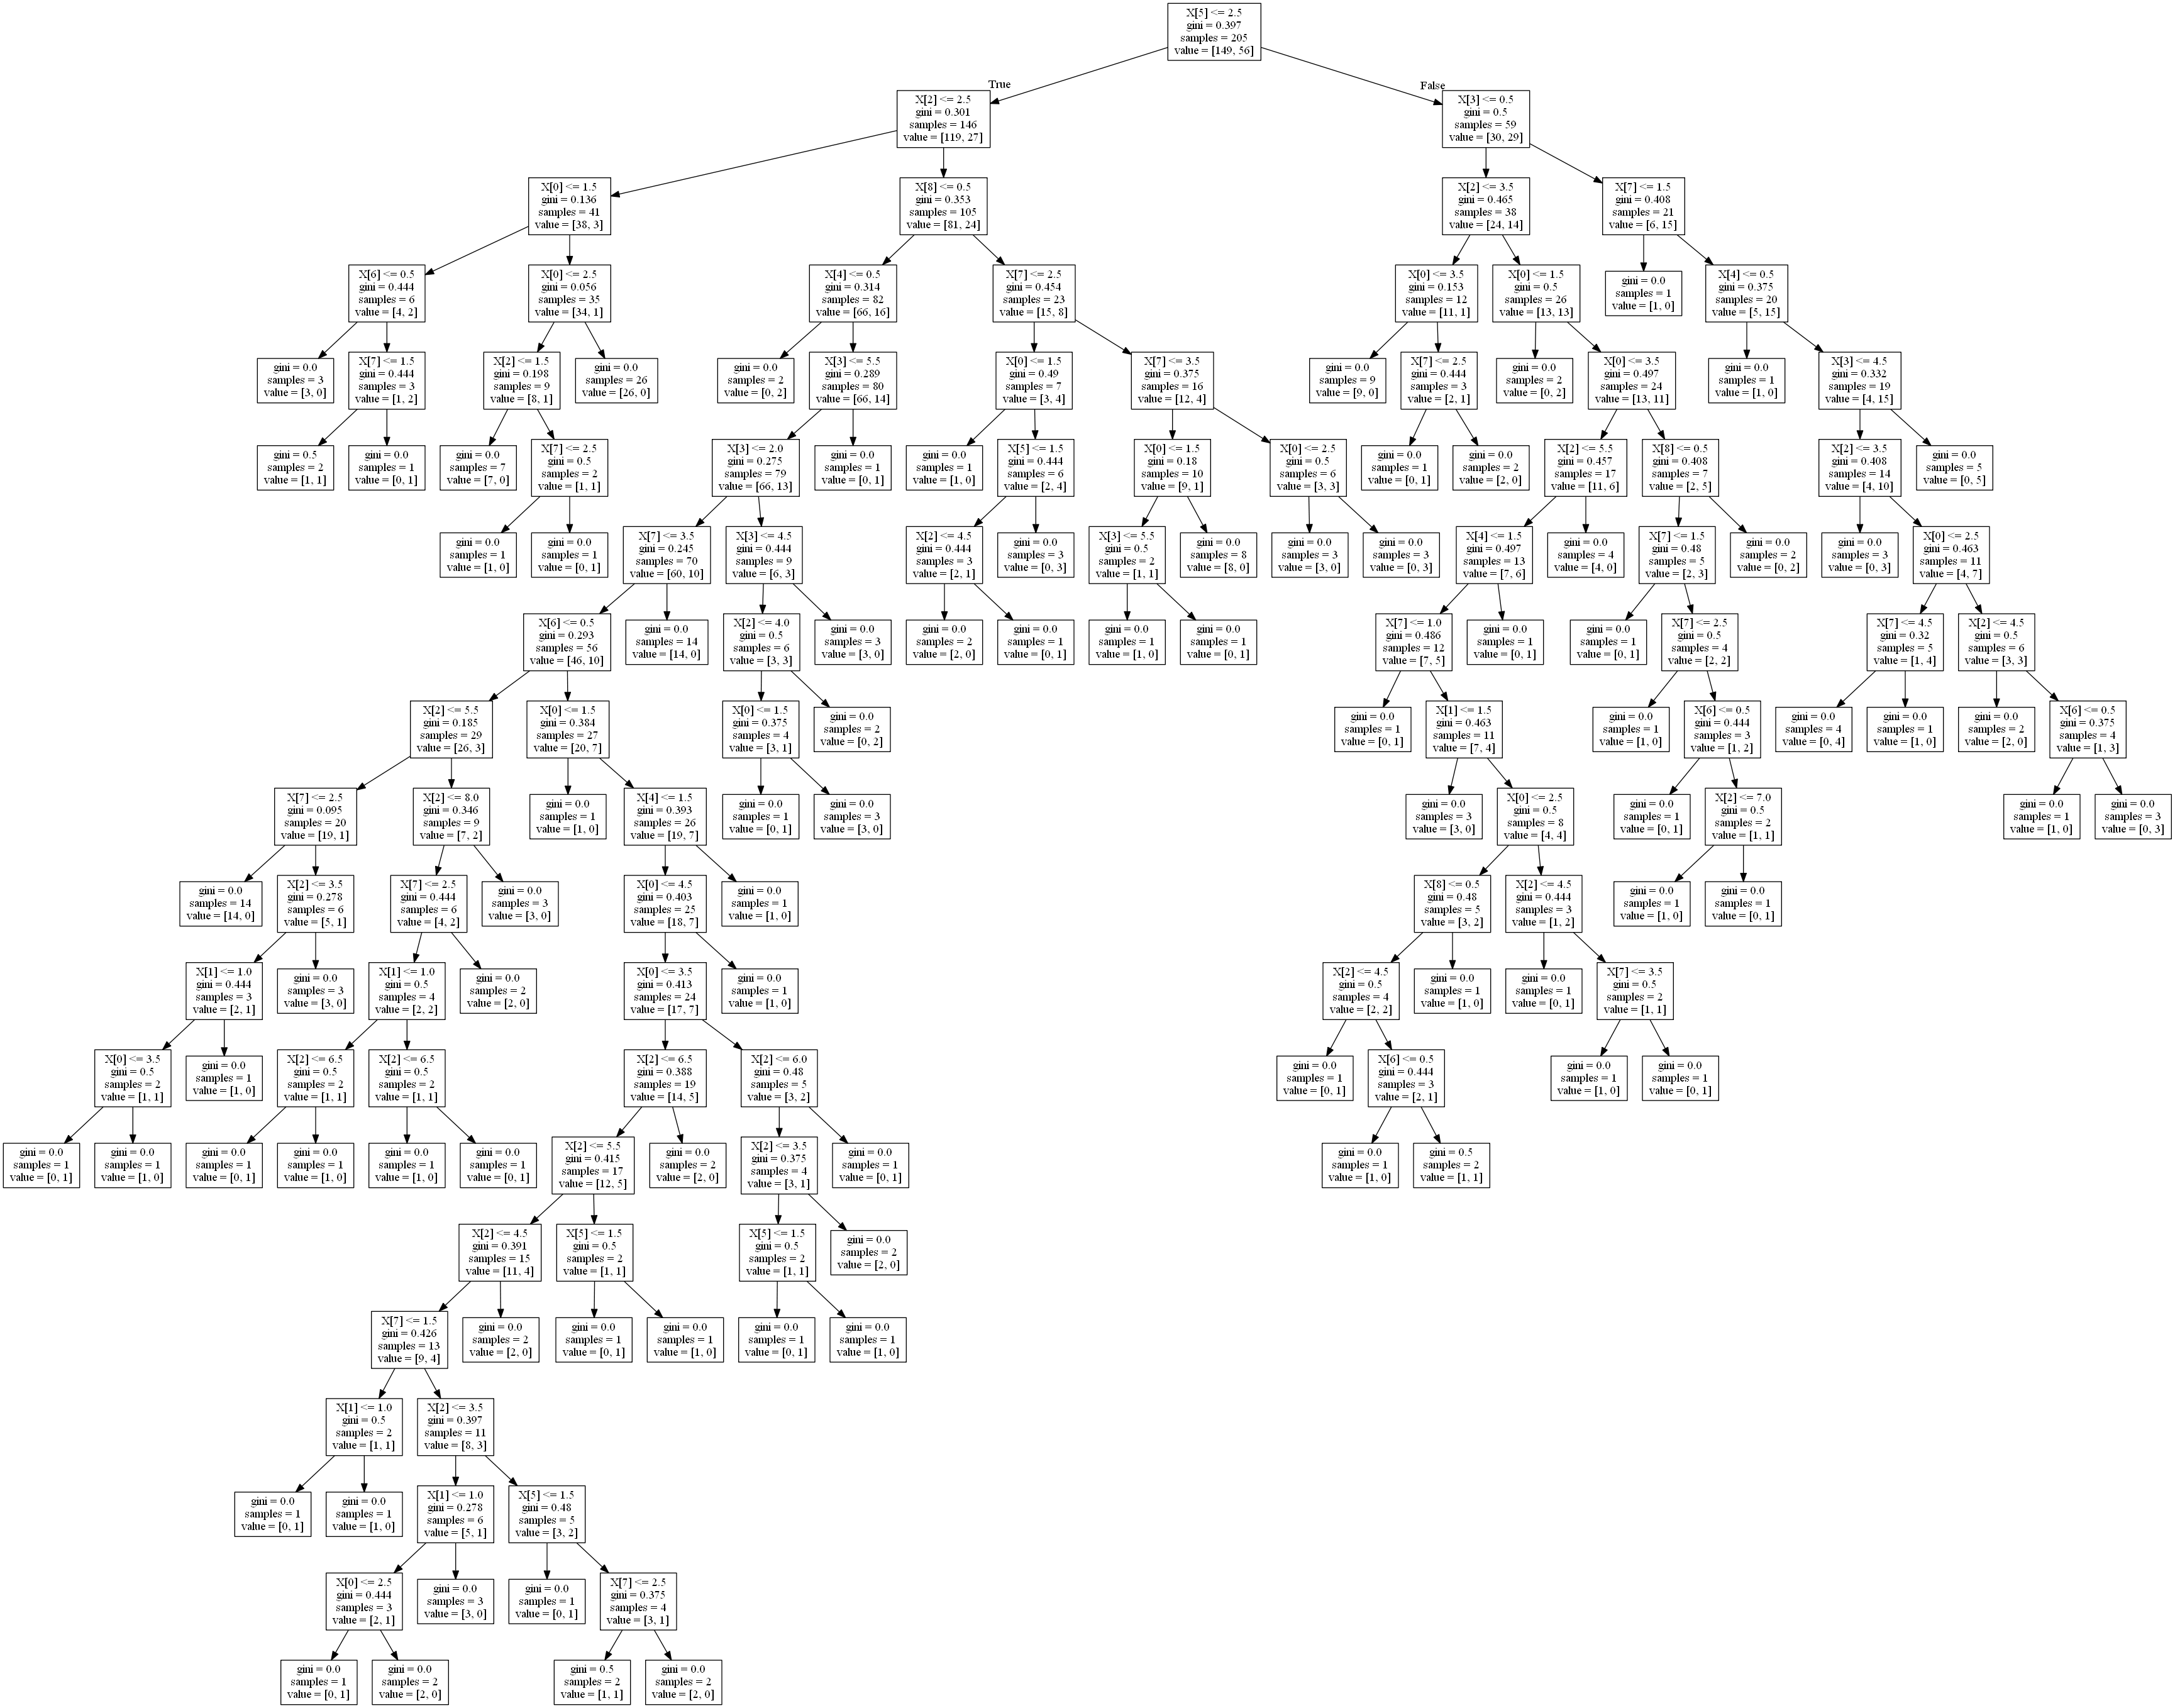 X[5] <= 2.5
gini = 0.397
samples = 205
value = [149, 56]
True
False
X[2] <= 2.5
gini = 0.301
samples = 146
value = [119, 27]
X[3] <= 0.5
gini = 0.5
samples = 59
value = [30, 29]
X[0] <= 1.5
gini = 0.136
samples = 41
value = [38, 3]
X[8] <= 0.5
gini = 0.353
samples = 105
value = [81, 24]
X[2] <= 3.5
gini = 0.465
samples = 38
value = [24, 14]
X[7] <= 1.5
gini = 0.408
samples = 21
value = [6, 15]
X[6] <= 0.5
gini = 0.444
samples = 6
value = [4, 2]
X[0] <= 2.5
gini = 0.056
samples = 35
value = [34, 1]
X[4] <= 0.5
gini = 0.314
samples = 82
value = [66, 16]
X[7] <= 2.5
gini = 0.454
samples = 23
value = [15, 8]
X[0] <= 3.5
gini = 0.153
samples = 12
value = [11, 1]
X[0] <= 1.5
gini = 0.5
samples = 26
value = [13, 13]
gini = 0.0
samples = 1
value = [1, 0]
X[4] <= 0.5
gini = 0.375
samples = 20
value = [5, 15]
gini = 0.0
samples = 3
value = [3, 0]
X[7] <= 1.5
gini = 0.444
samples = 3
value = [1, 2]
X[2] <= 1.5
gini = 0.198
samples = 9
value = [8, 1]
gini = 0.0
samples = 26
value = [26, 0]
gini = 0.0
samples = 2
value = [0, 2]
X[3] <= 5.5
gini = 0.289
samples = 80
value = [66, 14]
X[0] <= 1.5
gini = 0.49
samples = 7
value = [3, 4]
X[7] <= 3.5
gini = 0.375
samples = 16
value = [12, 4]
gini = 0.0
samples = 9
value = [9, 0]
X[7] <= 2.5
gini = 0.444
samples = 3
value = [2, 1]
gini = 0.0
samples = 2
value = [0, 2]
X[0] <= 3.5
gini = 0.497
samples = 24
value = [13, 11]
gini = 0.0
samples = 1
value = [1, 0]
X[3] <= 4.5
gini = 0.332
samples = 19
value = [4, 15]
gini = 0.5
samples = 2
value = [1, 1]
gini = 0.0
samples = 1
value = [0, 1]
gini = 0.0
samples = 7
value = [7, 0]
X[7] <= 2.5
gini = 0.5
samples = 2
value = [1, 1]
X[3] <= 2.0
gini = 0.275
samples = 79
value = [66, 13]
gini = 0.0
samples = 1
value = [0, 1]
gini = 0.0
samples = 1
value = [1, 0]
X[5] <= 1.5
gini = 0.444
samples = 6
value = [2, 4]
X[0] <= 1.5
gini = 0.18
samples = 10
value = [9, 1]
X[0] <= 2.5
gini = 0.5
samples = 6
value = [3, 3]
gini = 0.0
samples = 1
value = [0, 1]
gini = 0.0
samples = 2
value = [2, 0]
X[2] <= 5.5
gini = 0.457
samples = 17
value = [11, 6]
X[8] <= 0.5
gini = 0.408
samples = 7
value = [2, 5]
X[2] <= 3.5
gini = 0.408
samples = 14
value = [4, 10]
gini = 0.0
samples = 5
value = [0, 5]
gini = 0.0
samples = 1
value = [1, 0]
gini = 0.0
samples = 1
value = [0, 1]
X[7] <= 3.5
gini = 0.245
samples = 70
value = [60, 10]
X[3] <= 4.5
gini = 0.444
samples = 9
value = [6, 3]
X[2] <= 4.5
gini = 0.444
samples = 3
value = [2, 1]
gini = 0.0
samples = 3
value = [0, 3]
X[3] <= 5.5
gini = 0.5
samples = 2
value = [1, 1]
gini = 0.0
samples = 8
value = [8, 0]
gini = 0.0
samples = 3
value = [3, 0]
gini = 0.0
samples = 3
value = [0, 3]
X[4] <= 1.5
gini = 0.497
samples = 13
value = [7, 6]
gini = 0.0
samples = 4
value = [4, 0]
X[7] <= 1.5
gini = 0.48
samples = 5
value = [2, 3]
gini = 0.0
samples = 2
value = [0, 2]
gini = 0.0
samples = 3
value = [0, 3]
X[0] <= 2.5
gini = 0.463
samples = 11
value = [4, 7]
X[6] <= 0.5
gini = 0.293
samples = 56
value = [46, 10]
gini = 0.0
samples = 14
value = [14, 0]
X[2] <= 4.0
gini = 0.5
samples = 6
value = [3, 3]
gini = 0.0
samples = 3
value = [3, 0]
gini = 0.0
samples = 2
value = [2, 0]
gini = 0.0
samples = 1
value = [0, 1]
gini = 0.0
samples = 1
value = [1, 0]
gini = 0.0
samples = 1
value = [0, 1]
X[7] <= 1.0
gini = 0.486
samples = 12
value = [7, 5]
gini = 0.0
samples = 1
value = [0, 1]
gini = 0.0
samples = 1
value = [0, 1]
X[7] <= 2.5
gini = 0.5
samples = 4
value = [2, 2]
X[7] <= 4.5
gini = 0.32
samples = 5
value = [1, 4]
X[2] <= 4.5
gini = 0.5
samples = 6
value = [3, 3]
X[2] <= 5.5
gini = 0.185
samples = 29
value = [26, 3]
X[0] <= 1.5
gini = 0.384
samples = 27
value = [20, 7]
X[0] <= 1.5
gini = 0.375
samples = 4
value = [3, 1]
gini = 0.0
samples = 2
value = [0, 2]
gini = 0.0
samples = 1
value = [0, 1]
X[1] <= 1.5
gini = 0.463
samples = 11
value = [7, 4]
gini = 0.0
samples = 1
value = [1, 0]
X[6] <= 0.5
gini = 0.444
samples = 3
value = [1, 2]
gini = 0.0
samples = 4
value = [0, 4]
gini = 0.0
samples = 1
value = [1, 0]
gini = 0.0
samples = 2
value = [2, 0]
X[6] <= 0.5
gini = 0.375
samples = 4
value = [1, 3]
X[7] <= 2.5
gini = 0.095
samples = 20
value = [19, 1]
X[2] <= 8.0
gini = 0.346
samples = 9
value = [7, 2]
gini = 0.0
samples = 1
value = [1, 0]
X[4] <= 1.5
gini = 0.393
samples = 26
value = [19, 7]
gini = 0.0
samples = 1
value = [0, 1]
gini = 0.0
samples = 3
value = [3, 0]
gini = 0.0
samples = 3
value = [3, 0]
X[0] <= 2.5
gini = 0.5
samples = 8
value = [4, 4]
gini = 0.0
samples = 1
value = [0, 1]
X[2] <= 7.0
gini = 0.5
samples = 2
value = [1, 1]
gini = 0.0
samples = 1
value = [1, 0]
gini = 0.0
samples = 3
value = [0, 3]
gini = 0.0
samples = 14
value = [14, 0]
X[2] <= 3.5
gini = 0.278
samples = 6
value = [5, 1]
X[7] <= 2.5
gini = 0.444
samples = 6
value = [4, 2]
gini = 0.0
samples = 3
value = [3, 0]
X[0] <= 4.5
gini = 0.403
samples = 25
value = [18, 7]
gini = 0.0
samples = 1
value = [1, 0]
X[8] <= 0.5
gini = 0.48
samples = 5
value = [3, 2]
X[2] <= 4.5
gini = 0.444
samples = 3
value = [1, 2]
gini = 0.0
samples = 1
value = [1, 0]
gini = 0.0
samples = 1
value = [0, 1]
X[1] <= 1.0
gini = 0.444
samples = 3
value = [2, 1]
gini = 0.0
samples = 3
value = [3, 0]
X[1] <= 1.0
gini = 0.5
samples = 4
value = [2, 2]
gini = 0.0
samples = 2
value = [2, 0]
X[0] <= 3.5
gini = 0.413
samples = 24
value = [17, 7]
gini = 0.0
samples = 1
value = [1, 0]
X[2] <= 4.5
gini = 0.5
samples = 4
value = [2, 2]
gini = 0.0
samples = 1
value = [1, 0]
gini = 0.0
samples = 1
value = [0, 1]
X[7] <= 3.5
gini = 0.5
samples = 2
value = [1, 1]
X[0] <= 3.5
gini = 0.5
samples = 2
value = [1, 1]
gini = 0.0
samples = 1
value = [1, 0]
X[2] <= 6.5
gini = 0.5
samples = 2
value = [1, 1]
X[2] <= 6.5
gini = 0.5
samples = 2
value = [1, 1]
X[2] <= 6.5
gini = 0.388
samples = 19
value = [14, 5]
X[2] <= 6.0
gini = 0.48
samples = 5
value = [3, 2]
gini = 0.0
samples = 1
value = [0, 1]
X[6] <= 0.5
gini = 0.444
samples = 3
value = [2, 1]
gini = 0.0
samples = 1
value = [1, 0]
gini = 0.0
samples = 1
value = [0, 1]
gini = 0.0
samples = 1
value = [0, 1]
gini = 0.0
samples = 1
value = [1, 0]
gini = 0.0
samples = 1
value = [0, 1]
gini = 0.0
samples = 1
value = [1, 0]
gini = 0.0
samples = 1
value = [1, 0]
gini = 0.0
samples = 1
value = [0, 1]
X[2] <= 5.5
gini = 0.415
samples = 17
value = [12, 5]
gini = 0.0
samples = 2
value = [2, 0]
X[2] <= 3.5
gini = 0.375
samples = 4
value = [3, 1]
gini = 0.0
samples = 1
value = [0, 1]
gini = 0.0
samples = 1
value = [1, 0]
gini = 0.5
samples = 2
value = [1, 1]
X[2] <= 4.5
gini = 0.391
samples = 15
value = [11, 4]
X[5] <= 1.5
gini = 0.5
samples = 2
value = [1, 1]
X[5] <= 1.5
gini = 0.5
samples = 2
value = [1, 1]
gini = 0.0
samples = 2
value = [2, 0]
X[7] <= 1.5
gini = 0.426
samples = 13
value = [9, 4]
gini = 0.0
samples = 2
value = [2, 0]
gini = 0.0
samples = 1
value = [0, 1]
gini = 0.0
samples = 1
value = [1, 0]
gini = 0.0
samples = 1
value = [0, 1]
gini = 0.0
samples = 1
value = [1, 0]
X[1] <= 1.0
gini = 0.5
samples = 2
value = [1, 1]
X[2] <= 3.5
gini = 0.397
samples = 11
value = [8, 3]
gini = 0.0
samples = 1
value = [0, 1]
gini = 0.0
samples = 1
value = [1, 0]
X[1] <= 1.0
gini = 0.278
samples = 6
value = [5, 1]
X[5] <= 1.5
gini = 0.48
samples = 5
value = [3, 2]
X[0] <= 2.5
gini = 0.444
samples = 3
value = [2, 1]
gini = 0.0
samples = 3
value = [3, 0]
gini = 0.0
samples = 1
value = [0, 1]
X[7] <= 2.5
gini = 0.375
samples = 4
value = [3, 1]
gini = 0.0
samples = 1
value = [0, 1]
gini = 0.0
samples = 2
value = [2, 0]
gini = 0.5
samples = 2
value = [1, 1]
gini = 0.0
samples = 2
value = [2, 0]